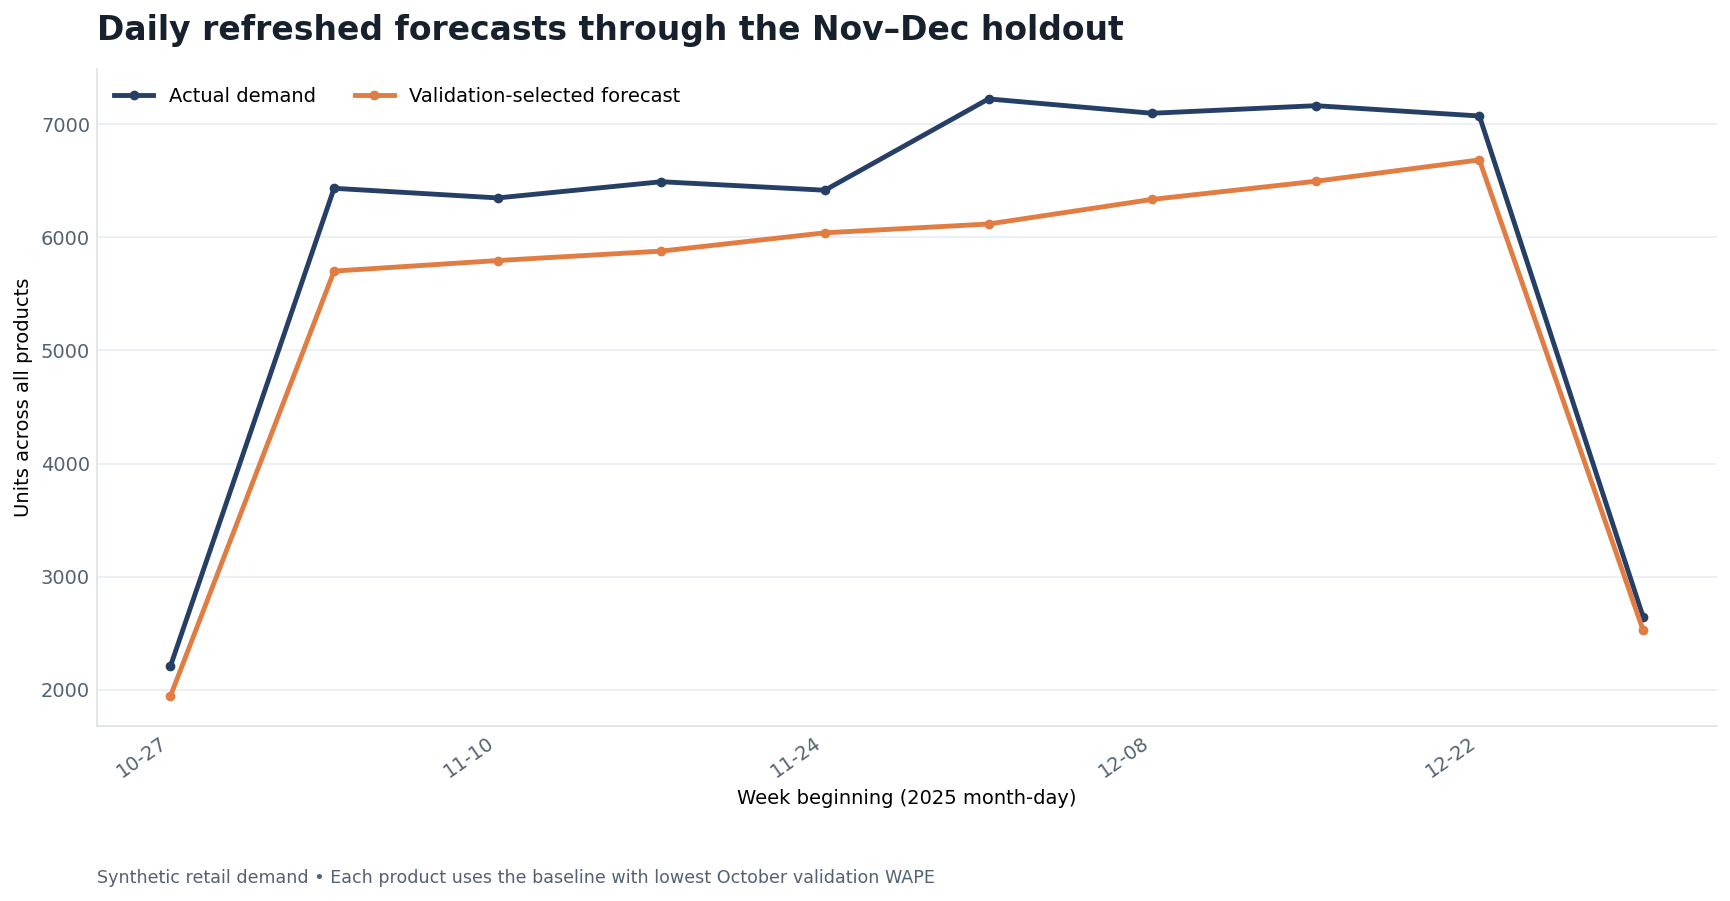 Daily refreshed forecasts through the Nov–Dec holdout
Actual demand
Validation-selected forecast
Units across all products
7000
6000
5000
4000
3000
2000
10-27
11-10
11-24
12-08
12-22
Week beginning (2025 month-day)
Synthetic retail demand • Each product uses the baseline with lowest October validation WAPE